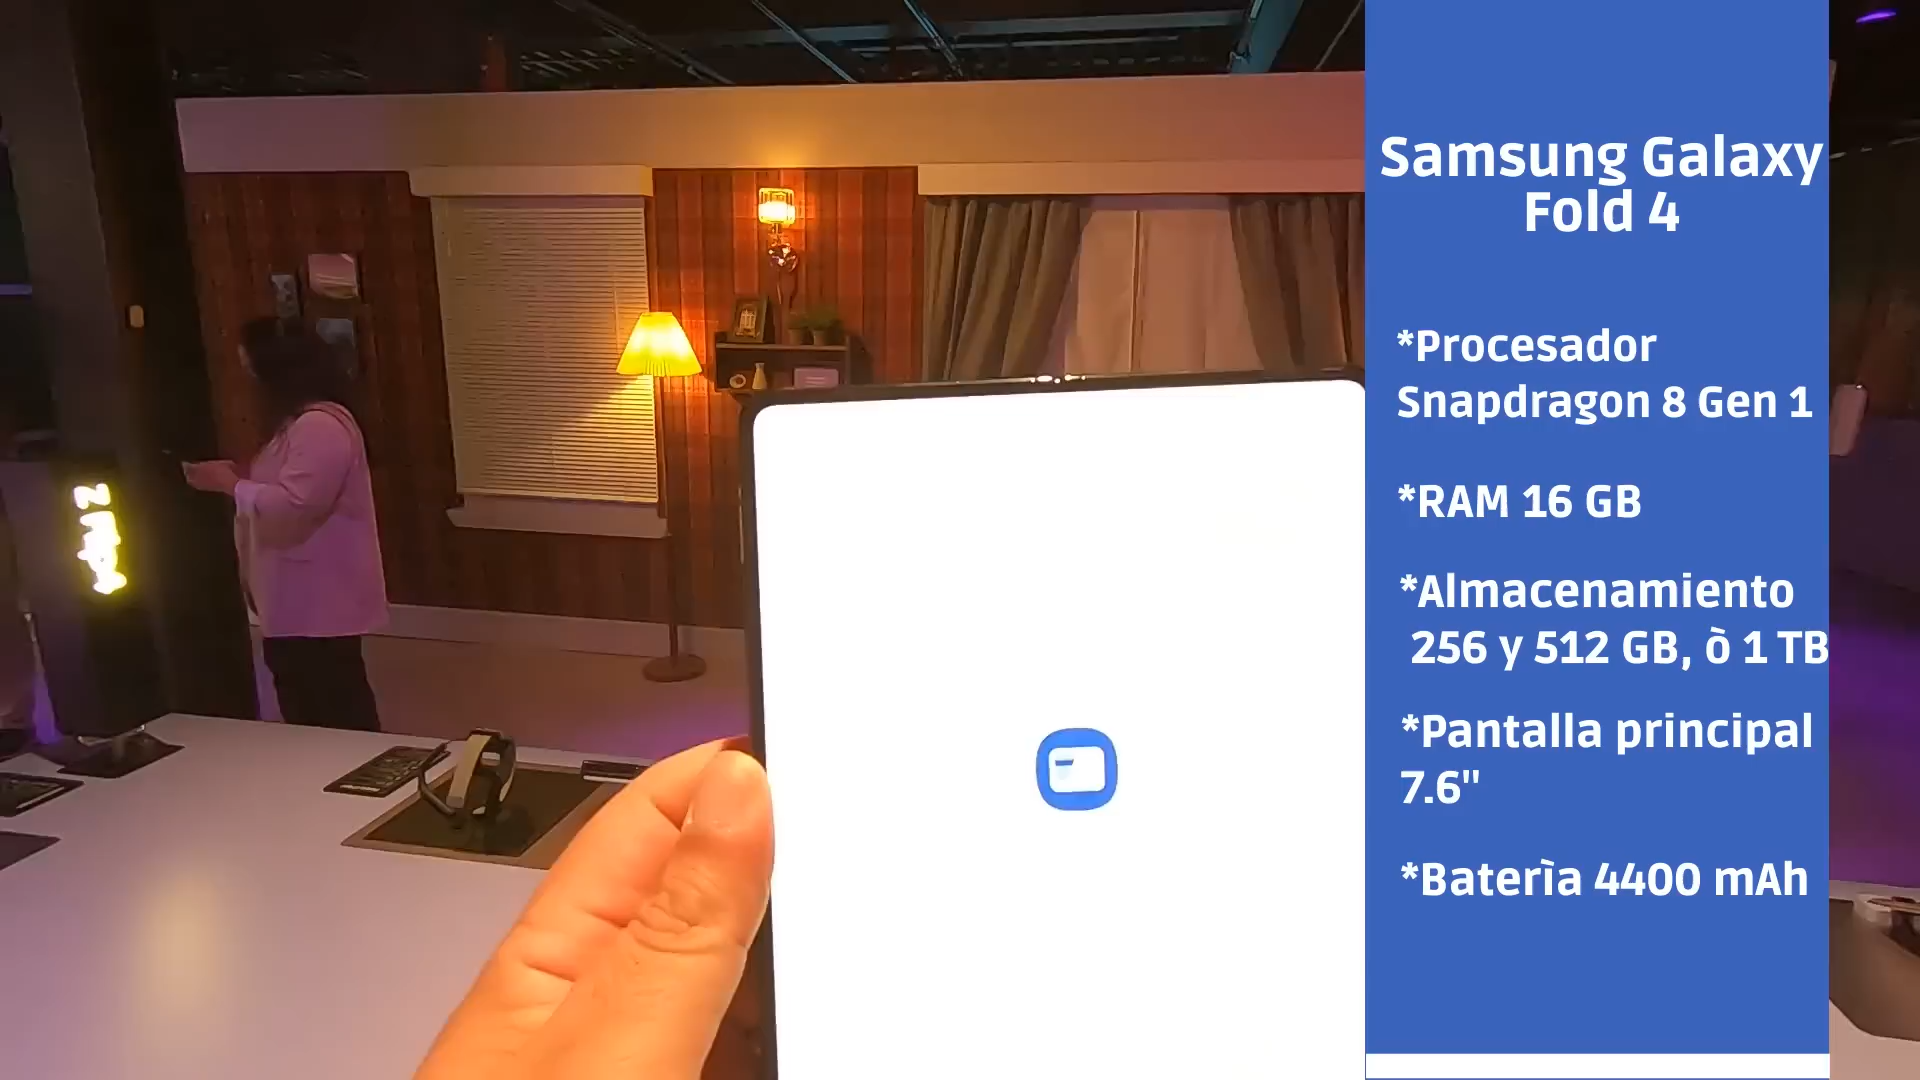 Samsung Galaxy
Fold 4
*Procesador
Snapdragon 8 Gen 1
*RAM 16 GB
*Almacenamiento
256 y 512 GB, ò 1 TB
*Pantalla principal
7.6"
*Baterìa 4400 mAh